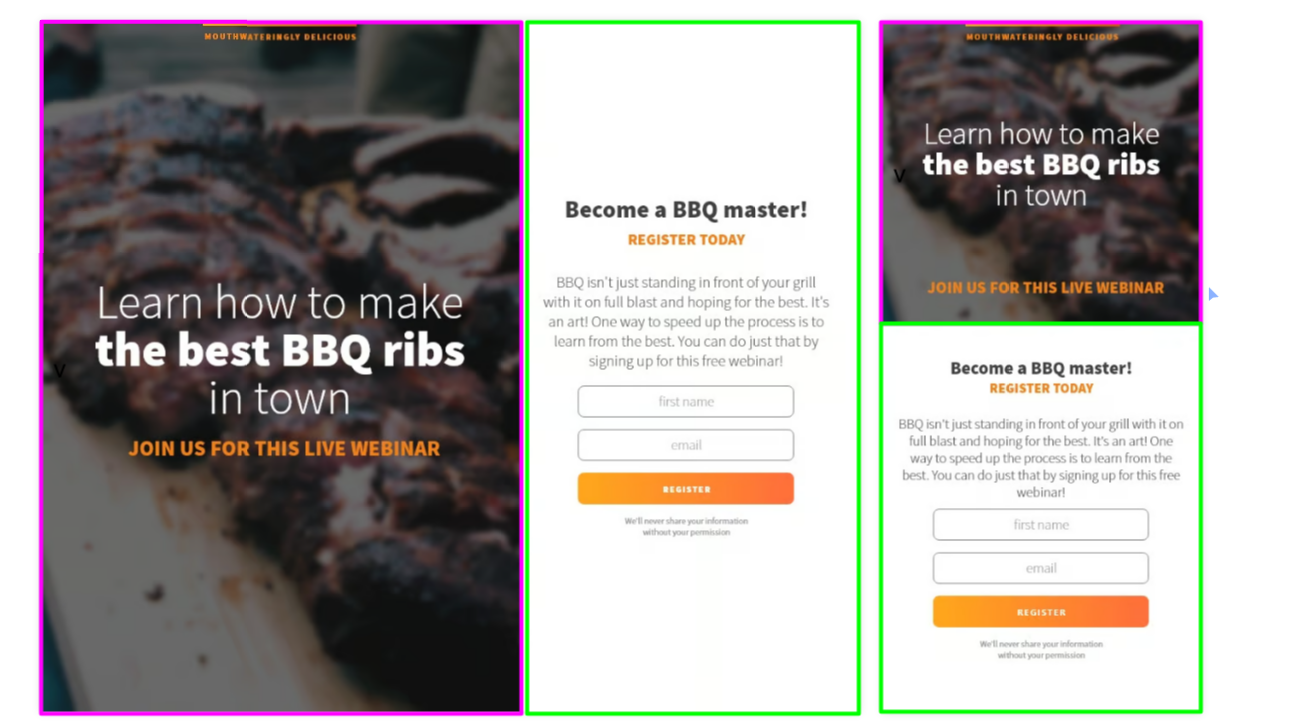 MOUTHWATERINGLY DELICIOUS
Learn how to make
the best BBQ ribs
in town
JOIN US FOR THIS LIVE WEBINAR
V
Become a BBQ master!
REGISTER TODAY
BBQ isn't just standing in front of your grill
with it on full blast and hoping for the best. It's
an art! One way to speed up the process is to
learn from the best. You can do just that by
signing up for this free webinar!
first name
email
REGISTER
We'll never share your information
without your permission
MOUTHWATERINGLY DELICIOUS
Learn how to make
the best BBQ ribs
V
in town
JOIN US FOR THIS LIVE WEBINAR
Become a BBQ master!
REGISTER TODAY
BBQ isn't just standing in front of your grill with it on
full blast and hoping for the best. It's an art! One
way to speed up the process is to learn from the
best. You can do just that by signing up for this free
webinar!
first name
email
REGISTER
We'll never share your information
without your permission